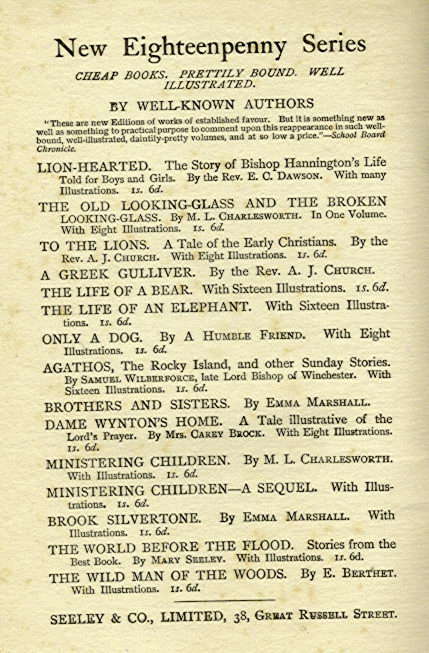 New Eighteenpenny Series
CHEAP BOOKS. PRETTILY BOUND. WELL
ILLUSTRATED.
BY WELL-KNOWN AUTHORS
"These are new Editions of works of established favour. But it is something new as
well as something to practical purpose to comment upon this reappearance in such well-
bound, well-illustrated, daintily-pretty volumes, and at so low a price."—School Board
Chronicle.
LION-HEARTED. The Story of Bishop Hannington's Life
Told for Boys and Girls. By the Rev. E. C. DAWSON. With many
Illustrations. 1s. 6d.
THE OLD LOOKING-GLASS AND THE BROKEN
LOOKING-GLASS. By M. L. CHARLESWORTH. In One Volume.
With Eight Illustrations. 1s. 6d.
TO THE LIONS. A Tale of the Early Christians. By the
Rev. A. J. CHURCH. With Eight Illustrations. 1s. 6d.
A GREEK GULLIVER. By the Rev. A. J. CHURCH.
THE LIFE OF A BEAR. With Sixteen Illustrations. 1s. 6d.
THE LIFE OF AN ELEPHANT. With Sixteen Illustra-
tions. 1s. 6d.
ONLY A DOG. By A HUMBLE FRIEND. With Eight
Illustrations. 1s. 6d.
AGATHOS, The Rocky Island, and other Sunday Stories.
By SAMUEL WILBERFORCE, late Lord Bishop of Winchester. With
Sixteen Illustrations. 1s. 6d.
BROTHERS AND SISTERS. By EMMA MARSHALL.
DAME WYNTON'S HOME. A Tale illustrative of the
Lord's Prayer. By MRS. CAREY BROCK. With Eight Illustrations.
1s. 6d.
MINISTERING CHILDREN. By M. L. CHARLESWORTH.
With Illustrations. 1s. 6d.
MINISTERING CHILDREN—A SEQUEL. With Illus-
trations. 1s. 6d.
BROOK SILVERTONE. By EMMA MARSHALL. With
Illustrations. 1s. 6d.
THE WORLD BEFORE THE FLOOD. Stories from the
Best Book. By MARY SEELEY. With Illustrations. 1s. 6d.
THE WILD MAN OF THE WOODS. By E. BERTHET.
With Illustrations. 1s. 6d.
SEELEY & CO., LIMITED, 38, GREAT RUSSELL STREET.